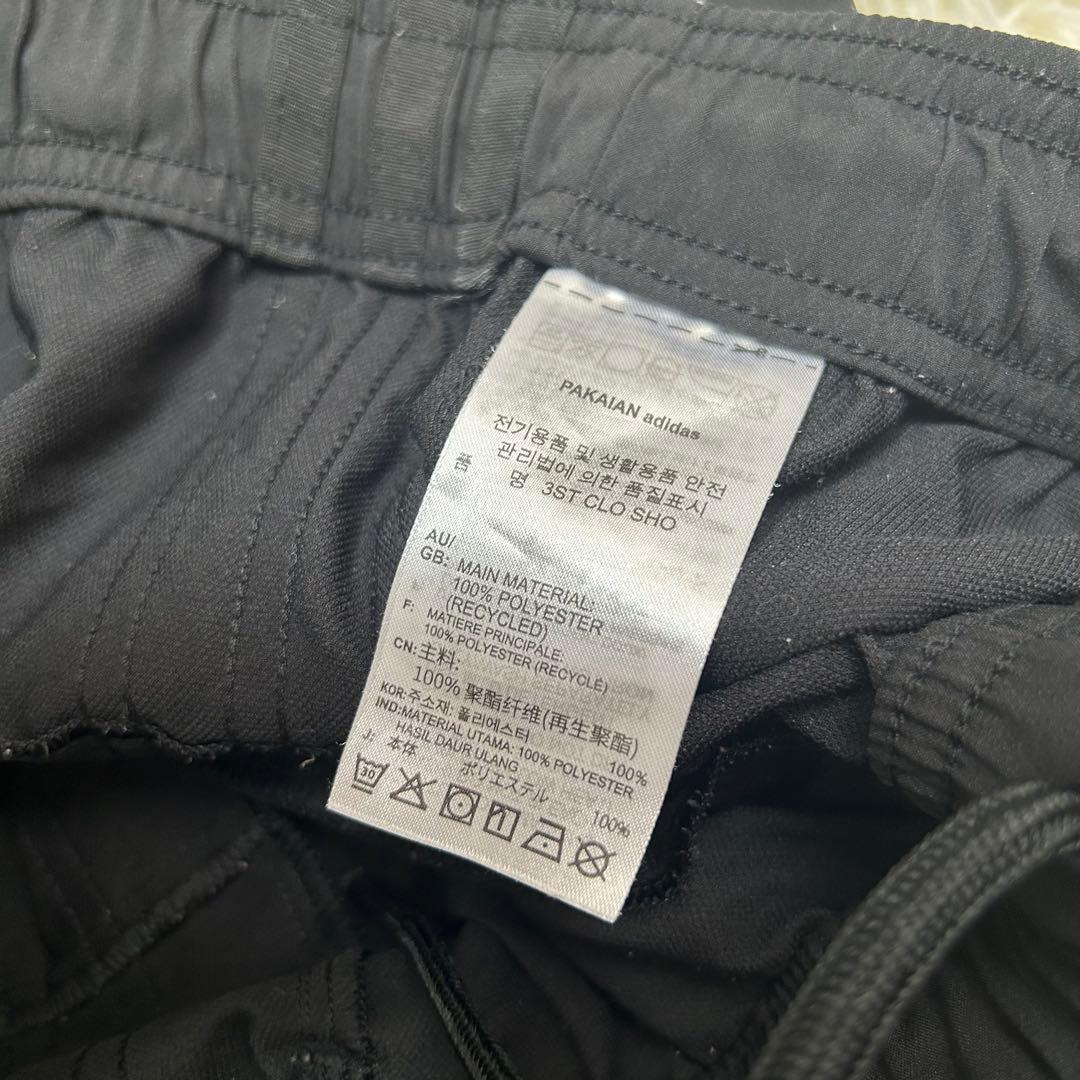 PAKAIAN adidas
전기용품 및 생활용품 안전
관리법에 의한 품질표시
품 명 3ST CLO SHO
AU/
GB: MAIN MATERIAL:
100% POLYESTER
(RECYCLED)
F: MATIERE PRINCIPALE:
100% POLYESTER (RECYCLÉ)
CN: 主料:
100% 聚酯纤维(再生聚酯)
KOR: 주소재: 폴리에스터 100%
IND: MATERIAL UTAMA: 100% POLYESTER
HASIL DAUR ULANG
J: 本体 ポリエステル 100%
30